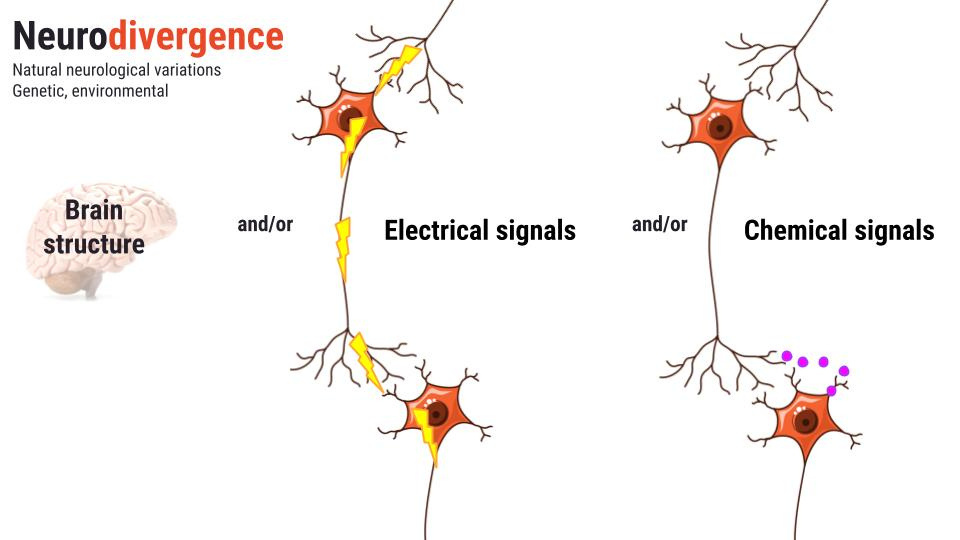 Neurodivergence
Natural neurological variations
Genetic, environmental
Brain
structure
and/or
Electrical signals
and/or
Chemical signals